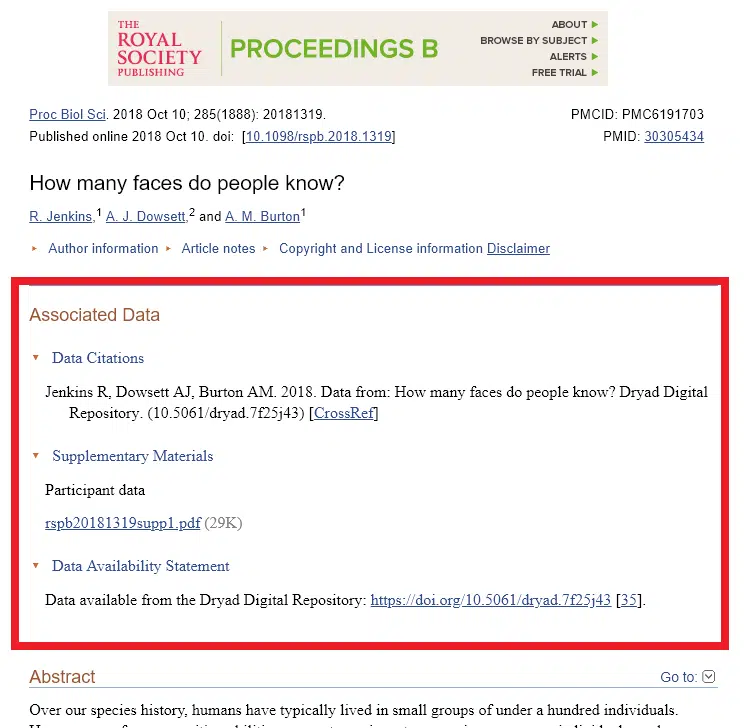 THE
ROYAL
SOCIETY
PUBLISHING
PROCEEDINGS B
ABOUT
BROWSE BY SUBJECT
ALERTS
FREE TRIAL
Proc Biol Sci. 2018 Oct 10; 285(1888): 20181319.
PMCID: PMC6191703
Published online 2018 Oct 10. doi: [10.1098/rspb.2018.1319]
PMID: 30305434
How many faces do people know?
R. Jenkins,1 A. J. Dowsett,2 and A. M. Burton1
Author information Article notes Copyright and License information Disclaimer
Associated Data
Data Citations
Jenkins R, Dowsett AJ, Burton AM. 2018. Data from: How many faces do people know? Dryad Digital
Repository. (10.5061/dryad.7f25j43) [CrossRef]
Supplementary Materials
Participant data
rspb20181319supp1.pdf (29K)
Data Availability Statement
Data available from the Dryad Digital Repository: https://doi.org/10.5061/dryad.7f25j43 [35].
Abstract
Go to:
Over our species history, humans have typically lived in small groups of under a hundred individuals.